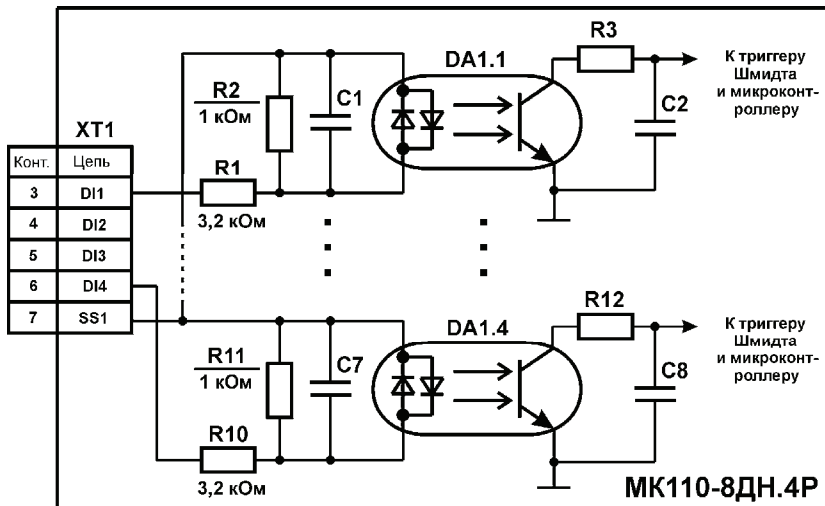 R3
DA1.1
К триггеру
Шмидта
и микроконт-
роллеру
R2
1 кОм
C1
C2
XT1
Конт.
Цепь
R1
3
DI1
3,2 кОм
4
DI2
5
DI3
6
DI4
7
SS1
R12
DA1.4
К триггеру
Шмидта
и микроконт-
роллеру
R11
1 кОм
C7
C8
R10
3,2 кОм
МК110-8ДН.4Р